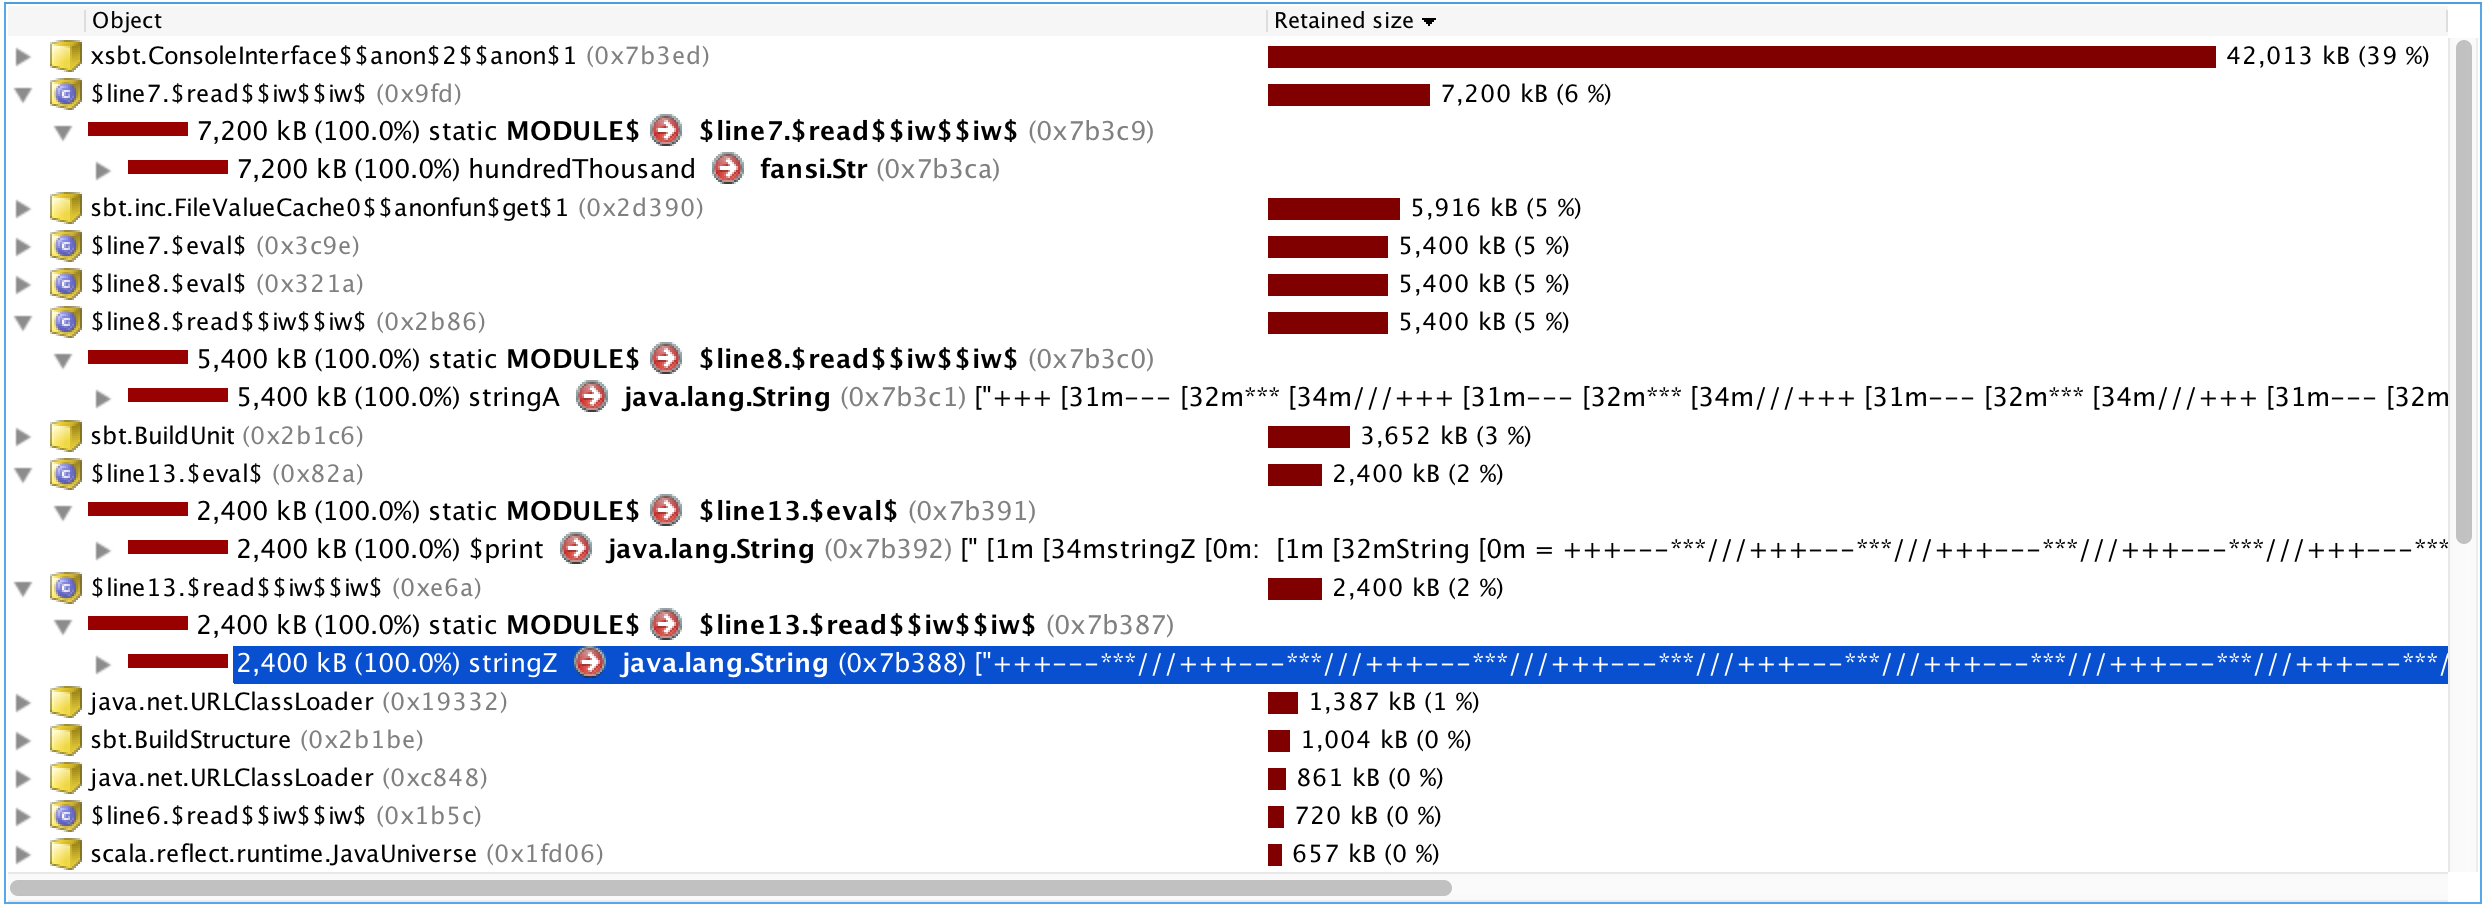 Object Retained size
xsbt.ConsoleInterface$$anon$2$$anon$1 (0x7b3ed) 42,013 kB (39 %)
$line7.$read$$iw$$iw$ (0x9fd) 7,200 kB (6 %)
7,200 kB (100.0%) static MODULE$ $line7.$read$$iw$$iw$ (0x7b3c9)
7,200 kB (100.0%) hundredThousand fansi.Str (0x7b3ca)
sbt.inc.FileValueCache0$$anonfun$get$1 (0x2d390) 5,916 kB (5 %)
$line7.$eval$ (0x3c9e) 5,400 kB (5 %)
$line8.$eval$ (0x321a) 5,400 kB (5 %)
$line8.$read$$iw$$iw$ (0x2b86) 5,400 kB (5 %)
5,400 kB (100.0%) static MODULE$ $line8.$read$$iw$$iw$ (0x7b3c0)
5,400 kB (100.0%) stringA java.lang.String (0x7b3c1) ["+++ [31m--- [32m*** [34m///+++ [31m--- [32m*** [34m///+++ [31m--- [32m*** [34m///+++ [31m--- [32m
sbt.BuildUnit (0x2b1c6) 3,652 kB (3 %)
$line13.$eval$ (0x82a) 2,400 kB (2 %)
2,400 kB (100.0%) static MODULE$ $line13.$eval$ (0x7b391)
2,400 kB (100.0%) $print java.lang.String (0x7b392) [" [1m [34mstringZ [0m: [1m [32mString [0m = +++---***///+++---***///+++---***///+++---***///+++---***
$line13.$read$$iw$$iw$ (0xe6a) 2,400 kB (2 %)
2,400 kB (100.0%) static MODULE$ $line13.$read$$iw$$iw$ (0x7b387)
2,400 kB (100.0%) stringZ java.lang.String (0x7b388) ["+++---***///+++---***///+++---***///+++---***///+++---***///+++---***///+++---***///+++---***/
java.net.URLClassLoader (0x19332) 1,387 kB (1 %)
sbt.BuildStructure (0x2b1be) 1,004 kB (0 %)
java.net.URLClassLoader (0xc848) 861 kB (0 %)
$line6.$read$$iw$$iw$ (0x1b5c) 720 kB (0 %)
scala.reflect.runtime.JavaUniverse (0x1fd06) 657 kB (0 %)